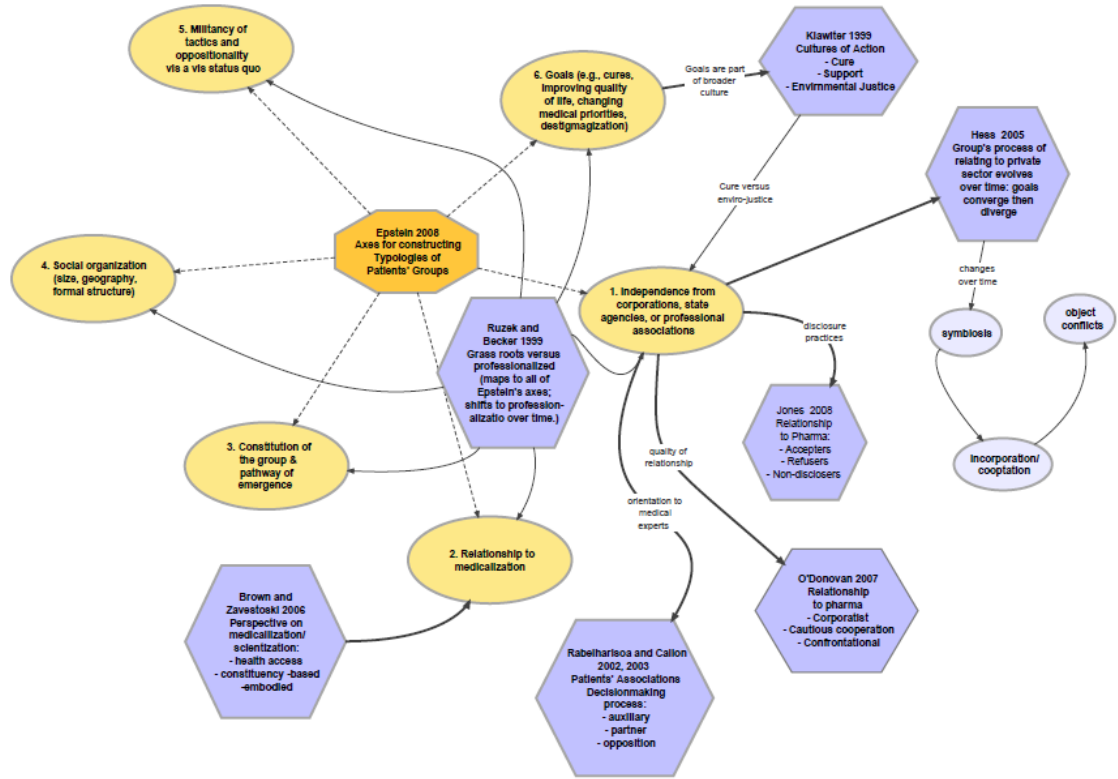 5. Militancy of
tactics and
oppositionality
vis a vis status quo
6. Goals (e.g., cures,
improving quality
of life, changing
medical priorities,
destigmagization)
Goals are part
of broader
culture
Klawiter 1999
Cultures of Action
- Cure
- Support
- Envirnmental Justice
Hess 2005
Group's process of
relating to private
sector evolves
over time: goals
converge then
diverge
Cure versus
enviro-justice
Epstein 2008
Axes for constructing
Typologies of
Patients' Groups
4. Social organization
(size, geography,
formal structure)
1. Independence from
corporations, state
agencies, or professional
associations
changes
over time
symbiosis
object
conflicts
incorporation/
cooptation
Ruzek and
Becker 1999
Grass roots versus
professionalized
(maps to all of
Epstein's axes;
shifts to profession-
alizatio over time.)
disclosure
practices
Jones 2008
Relationship
to Pharma:
- Accepters
- Refusers
- Non-disclosers
3. Constitution of
the group &
pathway of
emergence
quality of
relationship
orientation to
medical
experts
2. Relationship to
medicalization
Brown and
Zavestoski 2006
Perspective on
medicalilzation/
scientization:
- health access
- constituency -based
-embodied
O'Donovan 2007
Relationship
to pharma
- Corporatist
- Cautious cooperation
- Confrontational
Rabelharisoa and Callon
2002, 2003
Patients' Associations
Decisionmaking
process:
- auxiliary
- partner
- opposition